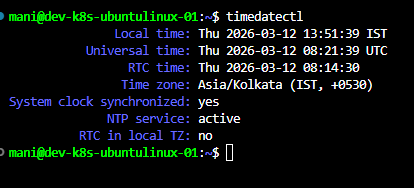 mani@dev-k8s-ubuntulinux-01:~$ timedatectl
Local time: Thu 2026-03-12 13:51:39 IST
Universal time: Thu 2026-03-12 08:21:39 UTC
RTC time: Thu 2026-03-12 08:14:30
Time zone: Asia/Kolkata (IST, +0530)
System clock synchronized: yes
NTP service: active
RTC in local TZ: no
mani@dev-k8s-ubuntulinux-01:~$